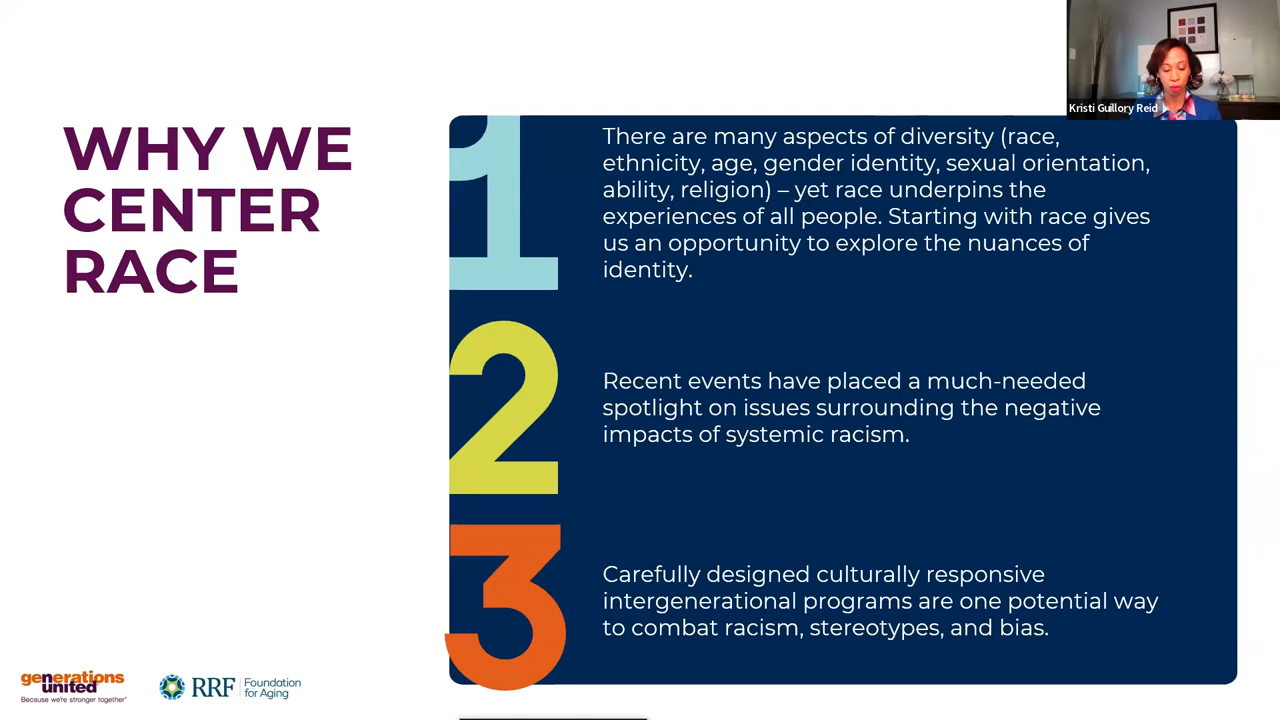 Kristi Guillory Reid
WHY WE
CENTER
RACE
1
There are many aspects of diversity (race,
ethnicity, age, gender identity, sexual orientation,
ability, religion) – yet race underpins the
experiences of all people. Starting with race gives
us an opportunity to explore the nuances of
identity.
2
Recent events have placed a much-needed
spotlight on issues surrounding the negative
impacts of systemic racism.
3
Carefully designed culturally responsive
intergenerational programs are one potential way
to combat racism, stereotypes, and bias.
generations
united
Because we're stronger together®
RRF
Foundation
for Aging